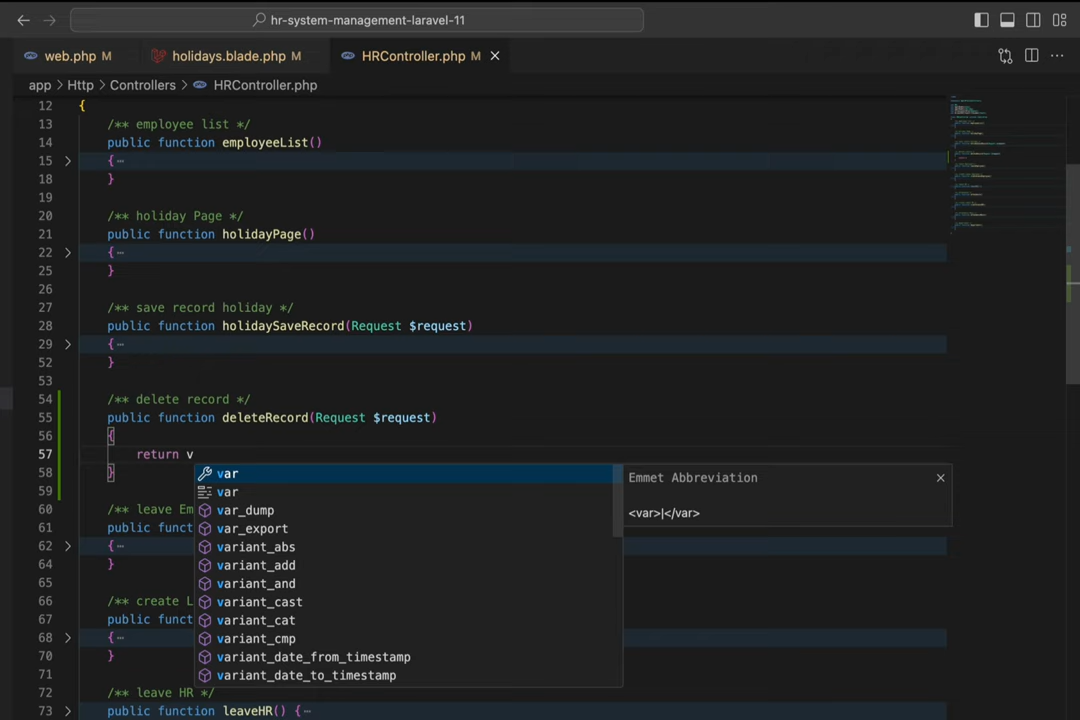 hr-system-management-laravel-11
web.php M
holidays.blade.php M
HRController.php M
app > Http > Controllers > HRController.php
12 {
13 /** employee list */
14 public function employeeList()
15 { ⋯
18 }
19
20 /** holiday Page */
21 public function holidayPage()
22 { ⋯
25 }
26
27 /** save record holiday */
28 public function holidaySaveRecord(Request $request)
29 { ⋯
52 }
53
54 /** delete record */
55 public function deleteRecord(Request $request)
56 {
57 return v
58 }
59
60 /** leave Em
61 public funct
62 { ⋯
64 }
65
66 /** create L
67 public funct
68 { ⋯
70 }
71
72 /** leave HR */
73 public function leaveHR() { ⋯
var
var
var_dump
var_export
variant_abs
variant_add
variant_and
variant_cast
variant_cat
variant_cmp
variant_date_from_timestamp
variant_date_to_timestamp
Emmet Abbreviation
<var>|</var>